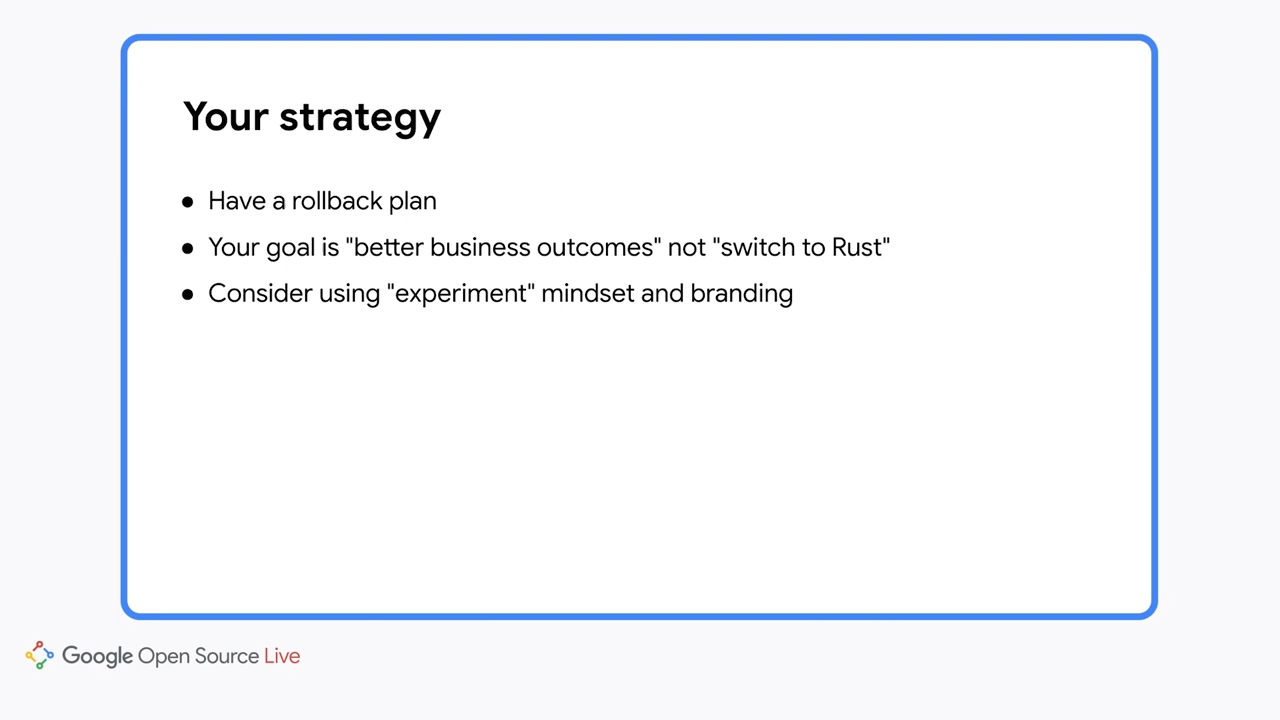 Your strategy
● Have a rollback plan
● Your goal is "better business outcomes" not "switch to Rust"
● Consider using "experiment" mindset and branding
Google Open Source Live